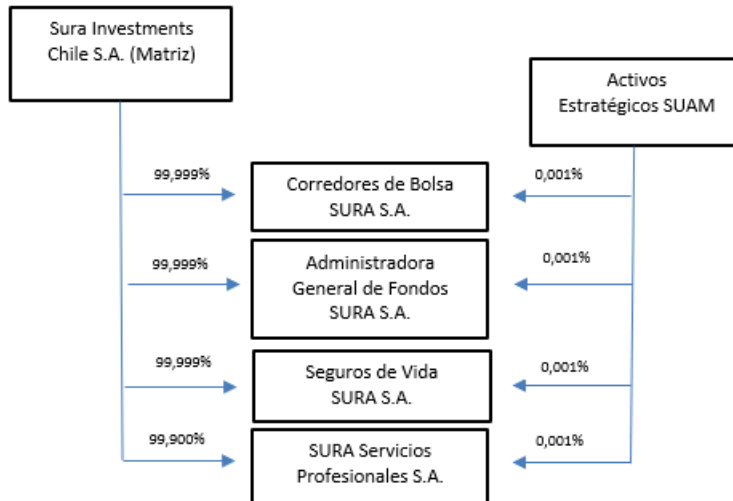 Sura Investments
Chile S.A. (Matriz)
Activos
Estratégicos SUAM
99,999%
Corredores de Bolsa
SURA S.A.
0,001%
99,999%
Administradora
General de Fondos
SURA S.A.
0,001%
99,999%
Seguros de Vida
SURA S.A.
0,001%
99,900%
SURA Servicios
Profesionales S.A.
0,001%